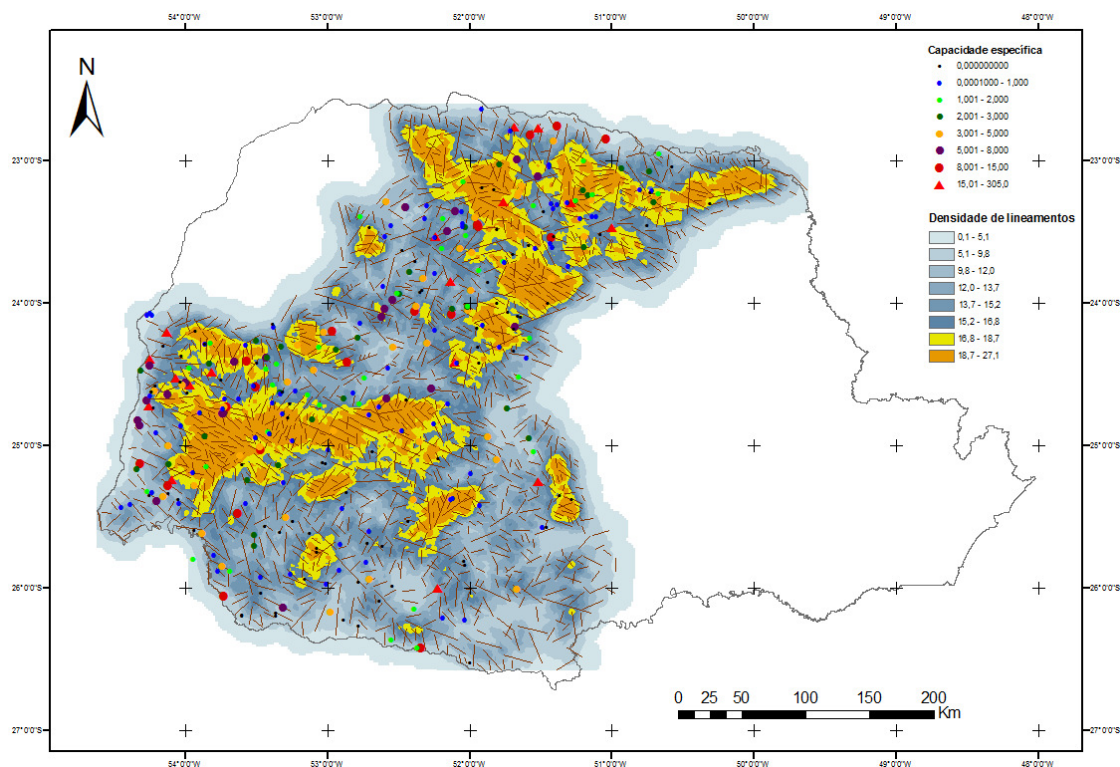 54°0'0"W 53°0'0"W 52°0'0"W 51°0'0"W 50°0'0"W 49°0'0"W 48°0'0"W
N
Capacidade específica
0,000000000
0,0001000 - 1,000
1,001 - 2,000
2,001 - 3,000
3,001 - 5,000
5,001 - 8,000
8,001 - 15,00
15,01 - 305,0
Densidade de lineamentos
0,1 - 5,1
5,1 - 9,8
9,8 - 12,0
12,0 - 13,7
13,7 - 15,2
15,2 - 16,8
16,8 - 18,7
18,7 - 27,1
23°0'0"S 23°0'0"S
24°0'0"S 24°0'0"S
25°0'0"S 25°0'0"S
26°0'0"S 26°0'0"S
27°0'0"S 27°0'0"S
0 25 50 100 150 200
Km
54°0'0"W 53°0'0"W 52°0'0"W 51°0'0"W 50°0'0"W 49°0'0"W 48°0'0"W